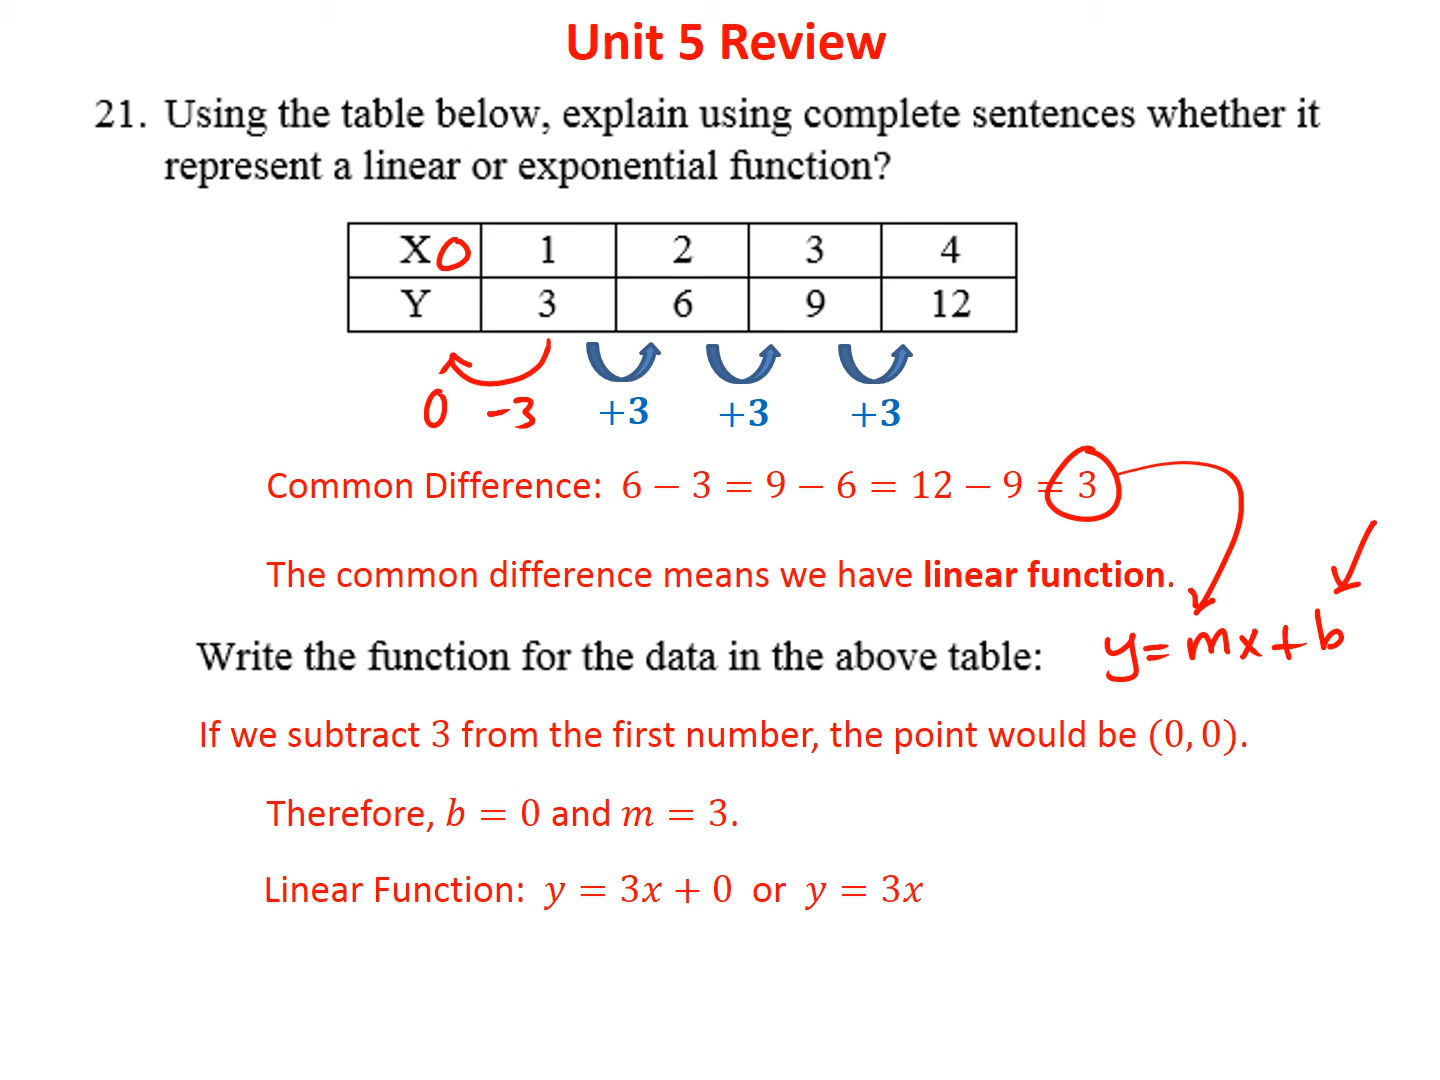 Unit 5 Review
21. Using the table below, explain using complete sentences whether it
represent a linear or exponential function?
X 0 1 2 3 4
Y 3 6 9 12
0 -3 +3 +3 +3
Common Difference: 6 − 3 = 9 − 6 = 12 − 9 = 3
The common difference means we have linear function.
y = mx + b
Write the function for the data in the above table:
If we subtract 3 from the first number, the point would be (0, 0).
Therefore, b = 0 and m = 3.
Linear Function: y = 3x + 0 or y = 3x